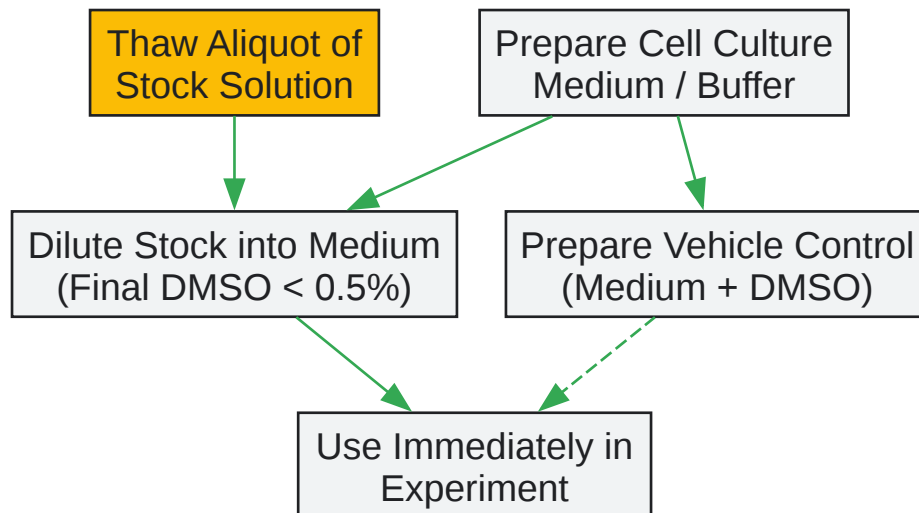 Thaw Aliquot of
Stock Solution
Prepare Cell Culture
Medium / Buffer
Dilute Stock into Medium
(Final DMSO < 0.5%)
Prepare Vehicle Control
(Medium + DMSO)
Use Immediately in
Experiment